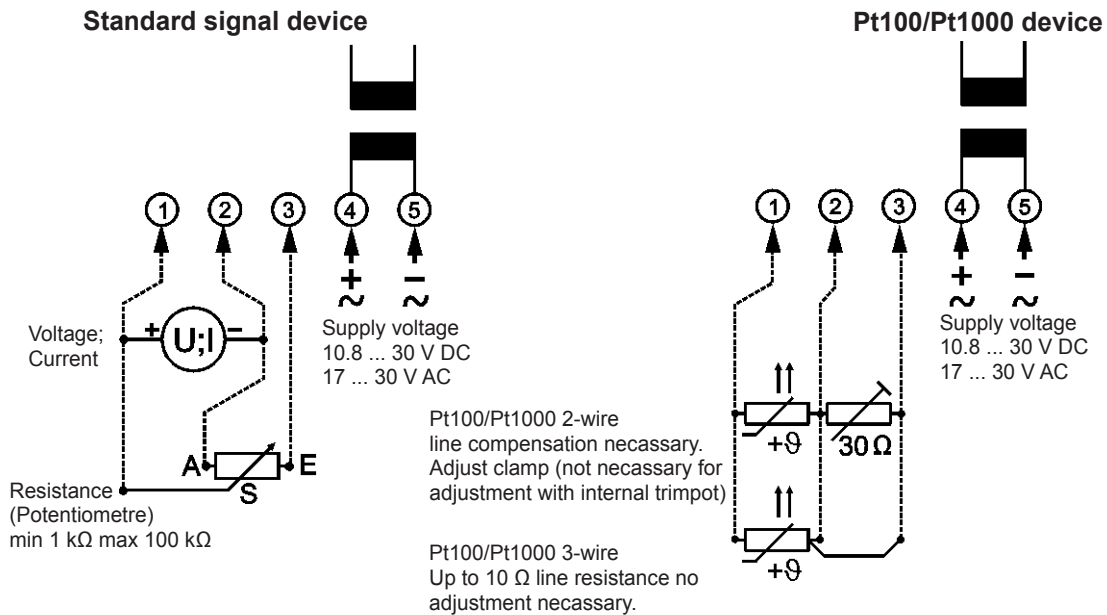 Standard signal device
Pt100/Pt1000 device
1 2 3 4 5
+ −
~ ~
Supply voltage
10.8 ... 30 V DC
17 ... 30 V AC
Voltage;
Current
+ U;I −
A E
S
Resistance
(Potentiometre)
min 1 kΩ max 100 kΩ
1 2 3 4 5
+ −
~ ~
Supply voltage
10.8 ... 30 V DC
17 ... 30 V AC
Pt100/Pt1000 2-wire
line compensation necassary.
Adjust clamp (not necassary for
adjustment with internal trimpot)
+ϑ 30 Ω
Pt100/Pt1000 3-wire
Up to 10 Ω line resistance no
adjustment necassary.
+ϑ